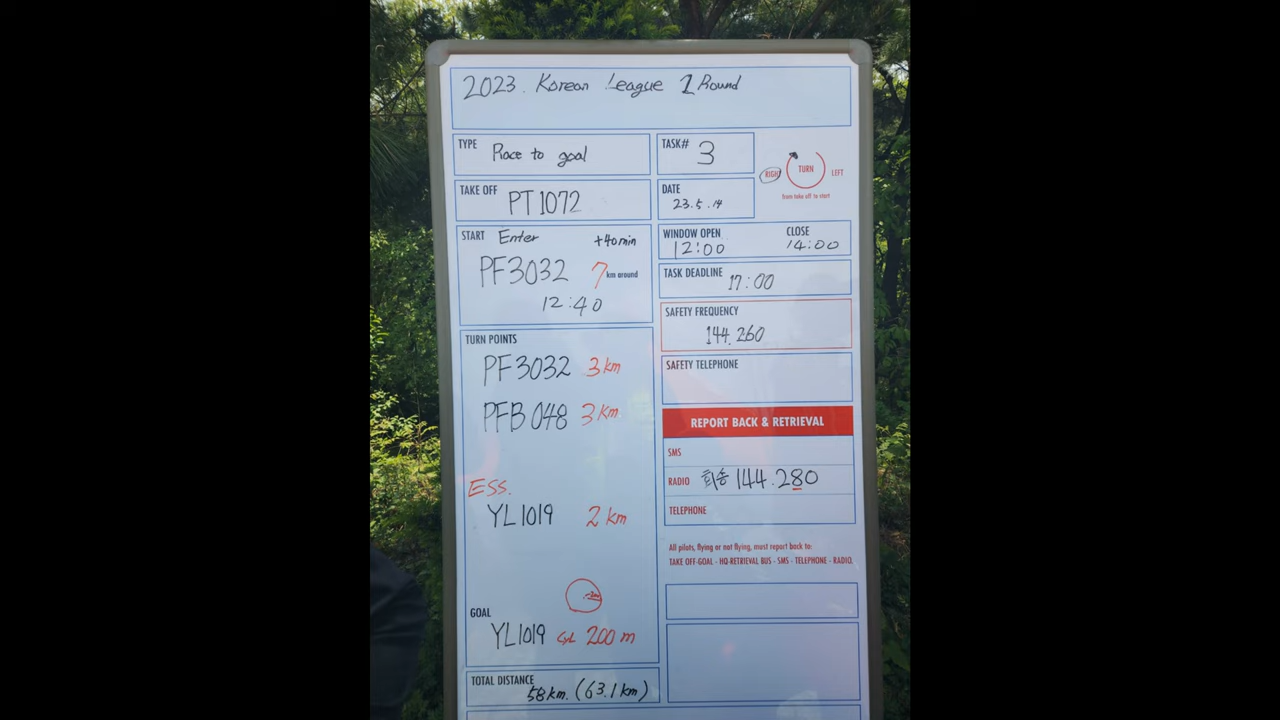 2023. Korean League 1 Round
TYPE Race to goal
TASK# 3
RIGHT TURN LEFT
from take off to start
TAKE OFF PT1072
DATE 23.5.14
START Enter +40min
PF3032 7 km around
12:40
WINDOW OPEN 12:00
CLOSE 14:00
TASK DEADLINE 17:00
SAFETY FREQUENCY
144.260
SAFETY TELEPHONE
TURN POINTS
PF3032 3km
PFB048 3km
ESS.
YL1019 2km
GOAL
YL1019 cyl 200m
TOTAL DISTANCE
58km. (63.1km)
REPORT BACK & RETRIEVAL
SMS
RADIO 회송 144.280
TELEPHONE
All pilots, flying or not flying, must report back to:
TAKE OFF-GOAL - HQ-RETRIEVAL BUS - SMS - TELEPHONE - RADIO